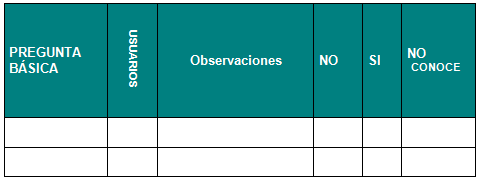 PREGUNTA
BÁSICA
USUARIOS
Observaciones
NO
SI
NO
CONOCE